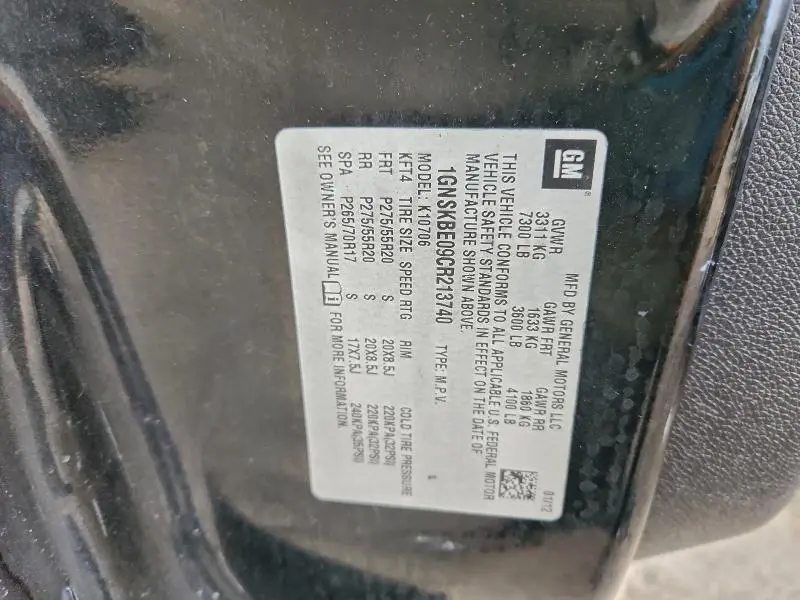 GM®
MFD BY GENERAL MOTORS LLC 01/12
GVWR GAWR FRT GAWR RR
3311 KG 1633 KG 1860 KG
7300 LB 3600 LB 4100 LB
THIS VEHICLE CONFORMS TO ALL APPLICABLE U.S. FEDERAL MOTOR
VEHICLE SAFETY STANDARDS IN EFFECT ON THE DATE OF
MANUFACTURE SHOWN ABOVE.
1GNSKBE09CR213740 TYPE: M.P.V.
MODEL: K10706
KFT4 TIRE SIZE SPEED RTG RIM COLD TIRE PRESSURE
FRT P275/55R20 S 20X8.5J 220KPA(32PSI)
RR P275/55R20 S 20X8.5J 220KPA(32PSI)
SPA P265/70R17 S 17X7.5J 240KPA(35PSI)
SEE OWNER'S MANUAL FOR MORE INFORMATION.